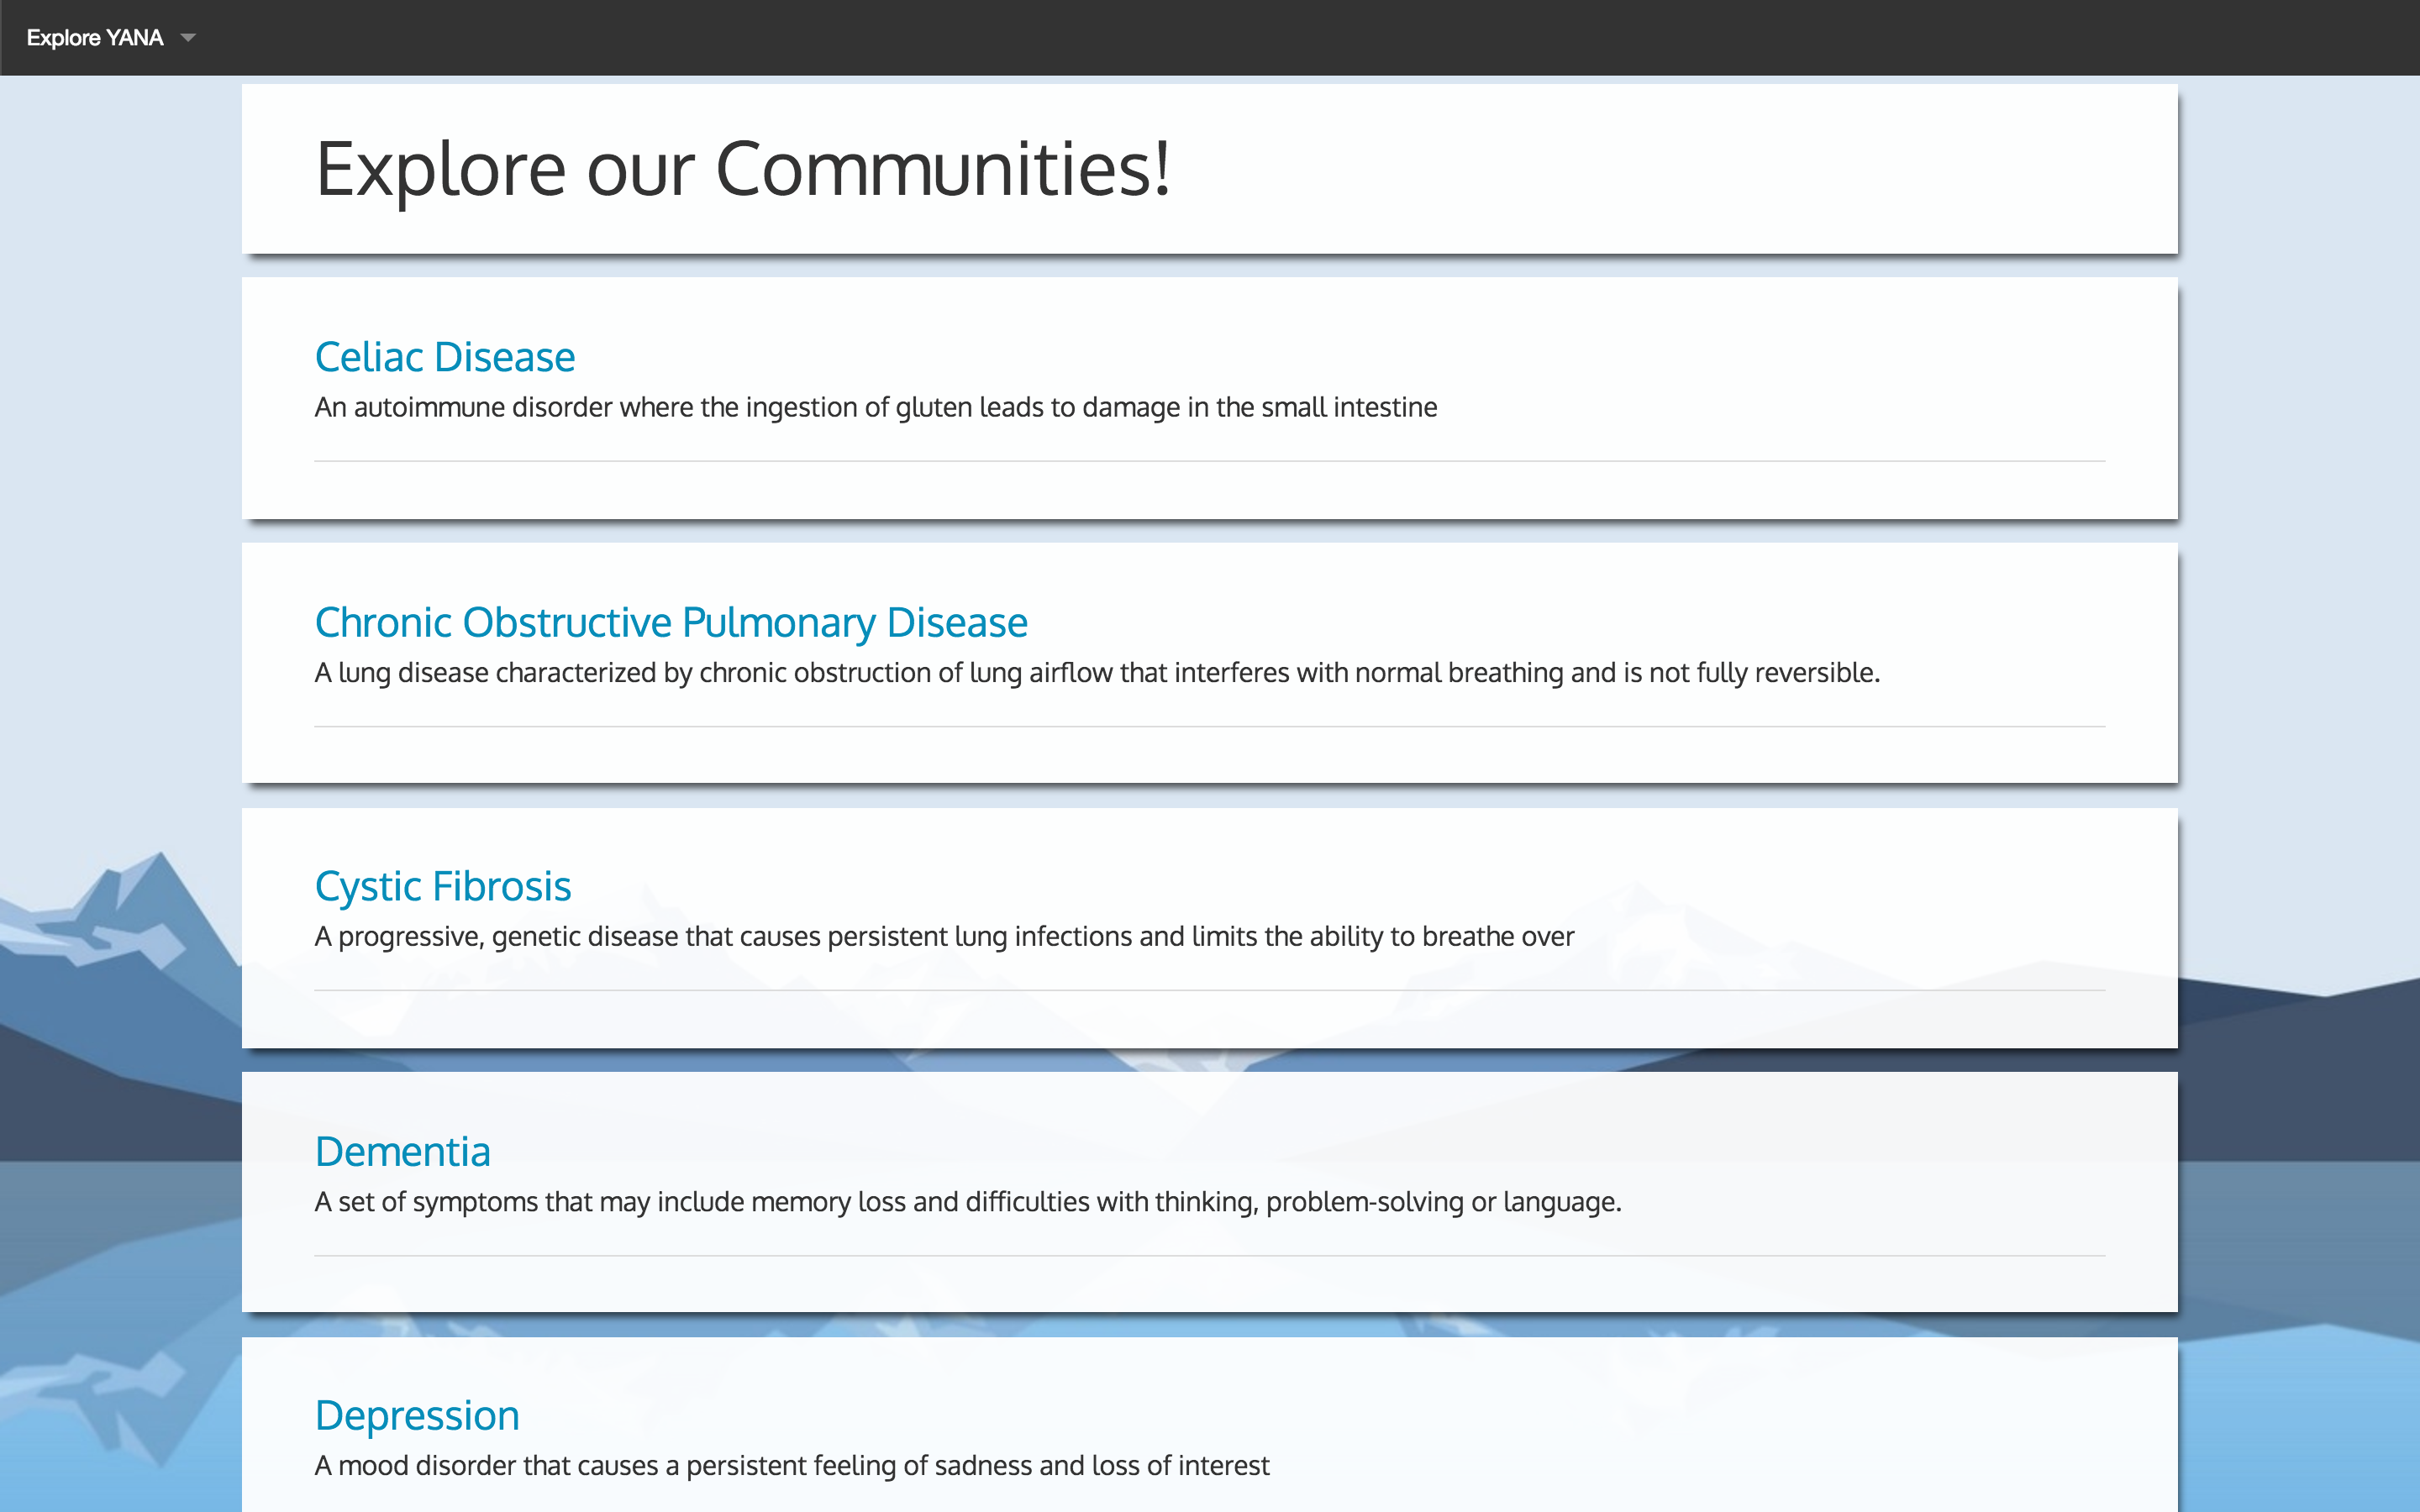 Explore YANA
Explore our Communities!
Celiac Disease
An autoimmune disorder where the ingestion of gluten leads to damage in the small intestine
Chronic Obstructive Pulmonary Disease
A lung disease characterized by chronic obstruction of lung airflow that interferes with normal breathing and is not fully reversible.
Cystic Fibrosis
A progressive, genetic disease that causes persistent lung infections and limits the ability to breathe over
Dementia
A set of symptoms that may include memory loss and difficulties with thinking, problem-solving or language.
Depression
A mood disorder that causes a persistent feeling of sadness and loss of interest